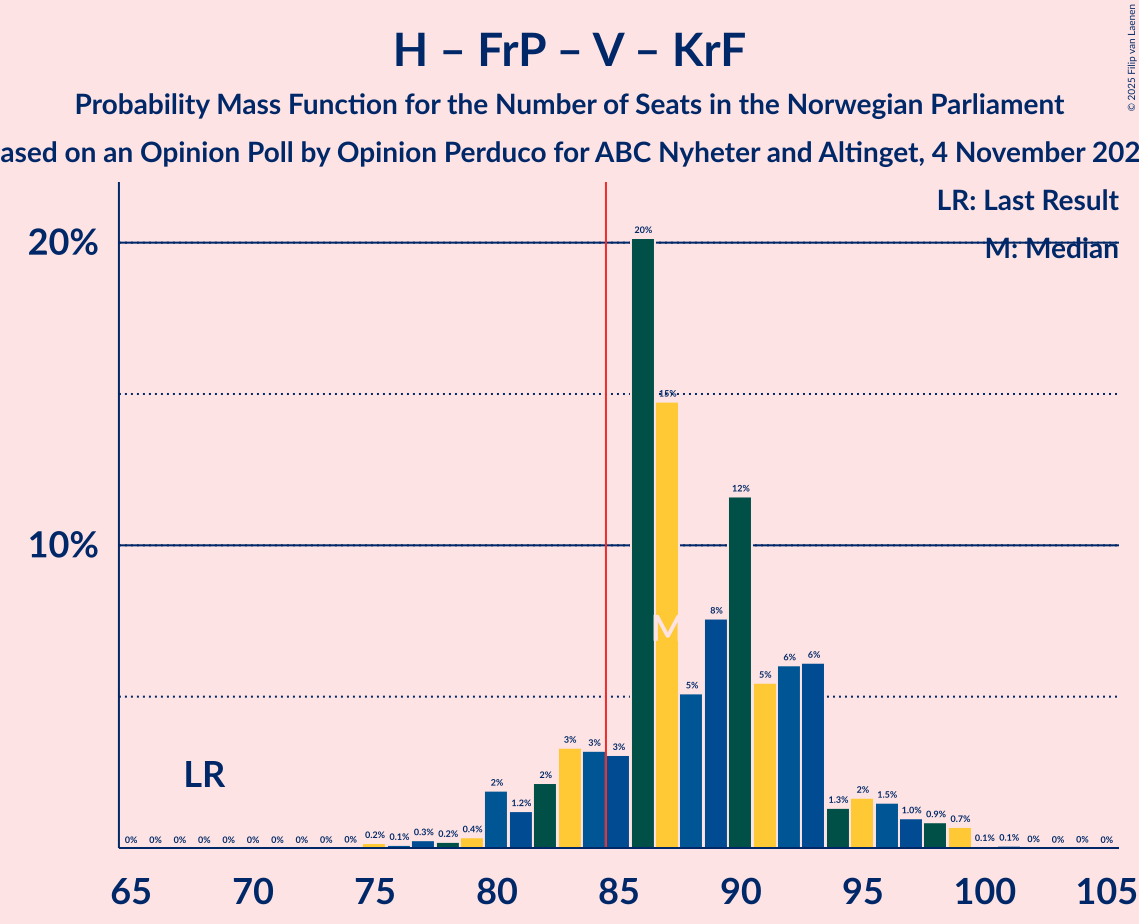 H – FrP – V – KrF
Probability Mass Function for the Number of Seats in the Norwegian Parliament
ased on an Opinion Poll by Opinion Perduco for ABC Nyheter and Altinget, 4 November 202
© 2025 Filip van Laenen
LR: Last Result
M: Median
20%
10%
LR
M
0% 0% 0% 0% 0% 0% 0% 0% 0% 0% 0.2% 0.1% 0.3% 0.2% 0.4% 2% 1.2% 2% 3% 3% 3% 20% 15% 5% 8% 12% 5% 6% 6% 1.3% 2% 1.5% 1.0% 0.9% 0.7% 0.1% 0.1% 0% 0% 0% 0%
65 70 75 80 85 90 95 100 105